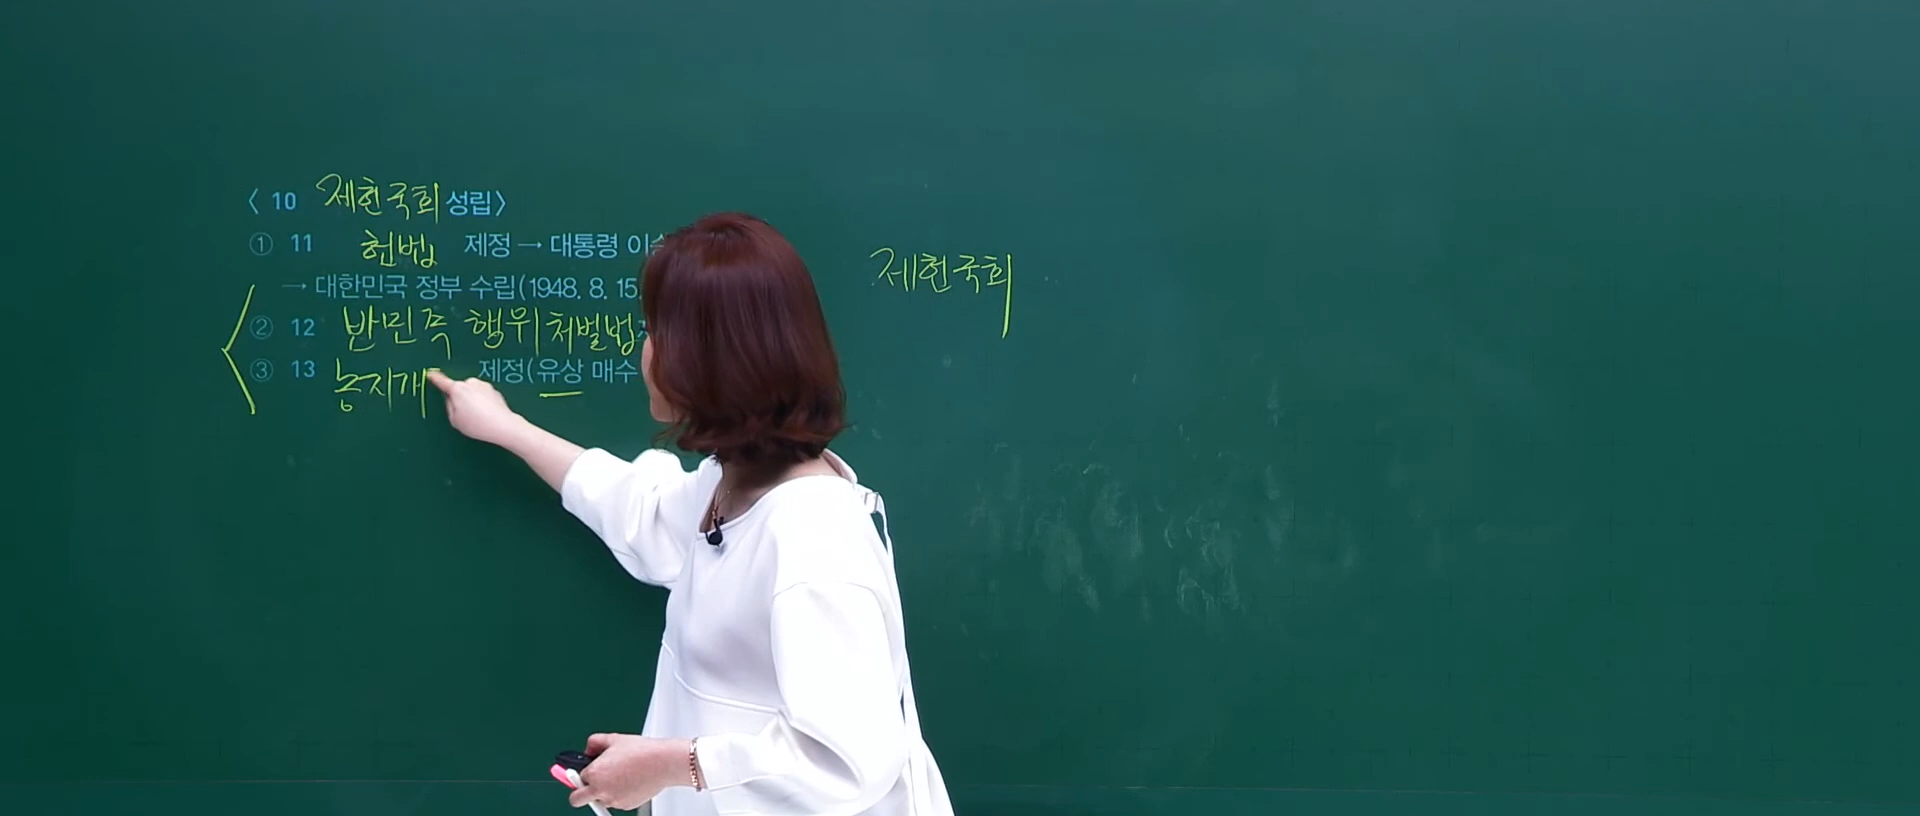 〈 10 제헌국회 성립〉
① 11 헌법 제정 → 대통령 이
→ 대한민국 정부 수립(1948. 8. 15.
② 12 반민족 행위 처벌법
③ 13 농지개 제정(유상 매수
제헌국회